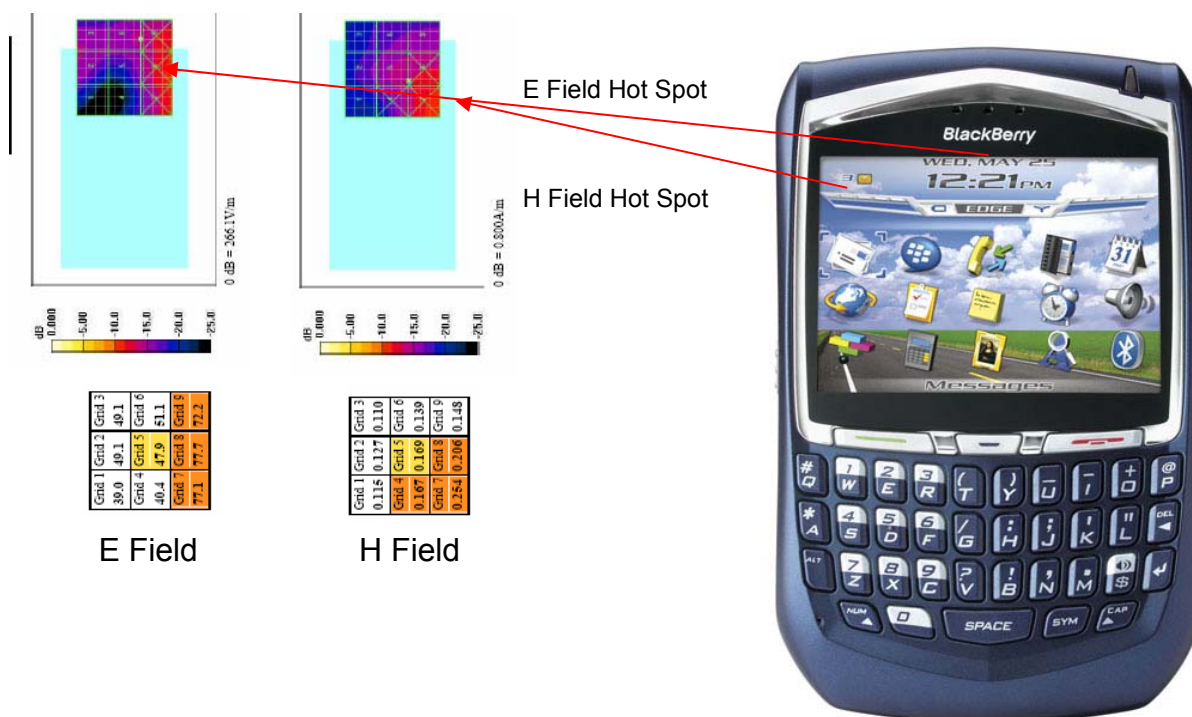 0 dB = 266.1V/m
0 dB = 0.800A/m
dB
0.000
-5.00
-10.0
-15.0
-20.0
-25.0
dB
0.000
-5.00
-10.0
-15.0
-20.0
-25.0
Grid 1 Grid 2 Grid 3
39.0 49.1 49.1
Grid 4 Grid 5 Grid 6
40.4 47.9 51.1
Grid 7 Grid 8 Grid 9
77.1 77.7 72.2
Grid 1 Grid 2 Grid 3
0.115 0.127 0.110
Grid 4 Grid 5 Grid 6
0.167 0.169 0.139
Grid 7 Grid 8 Grid 9
0.254 0.206 0.148
E Field
H Field
E Field Hot Spot
H Field Hot Spot
BlackBerry
WED, MAY 25
3
12:21PM
EDGE
31
Messages
# Q 1 W 2 E 3 R ( T ) Y _ U - I + O @ P
* A 4 S 5 D 6 F / G : H ; J ' K " L DEL
ALT 7 Z 8 X 9 C ? V ! B , N . M $
NUM 0 SPACE SYM CAP